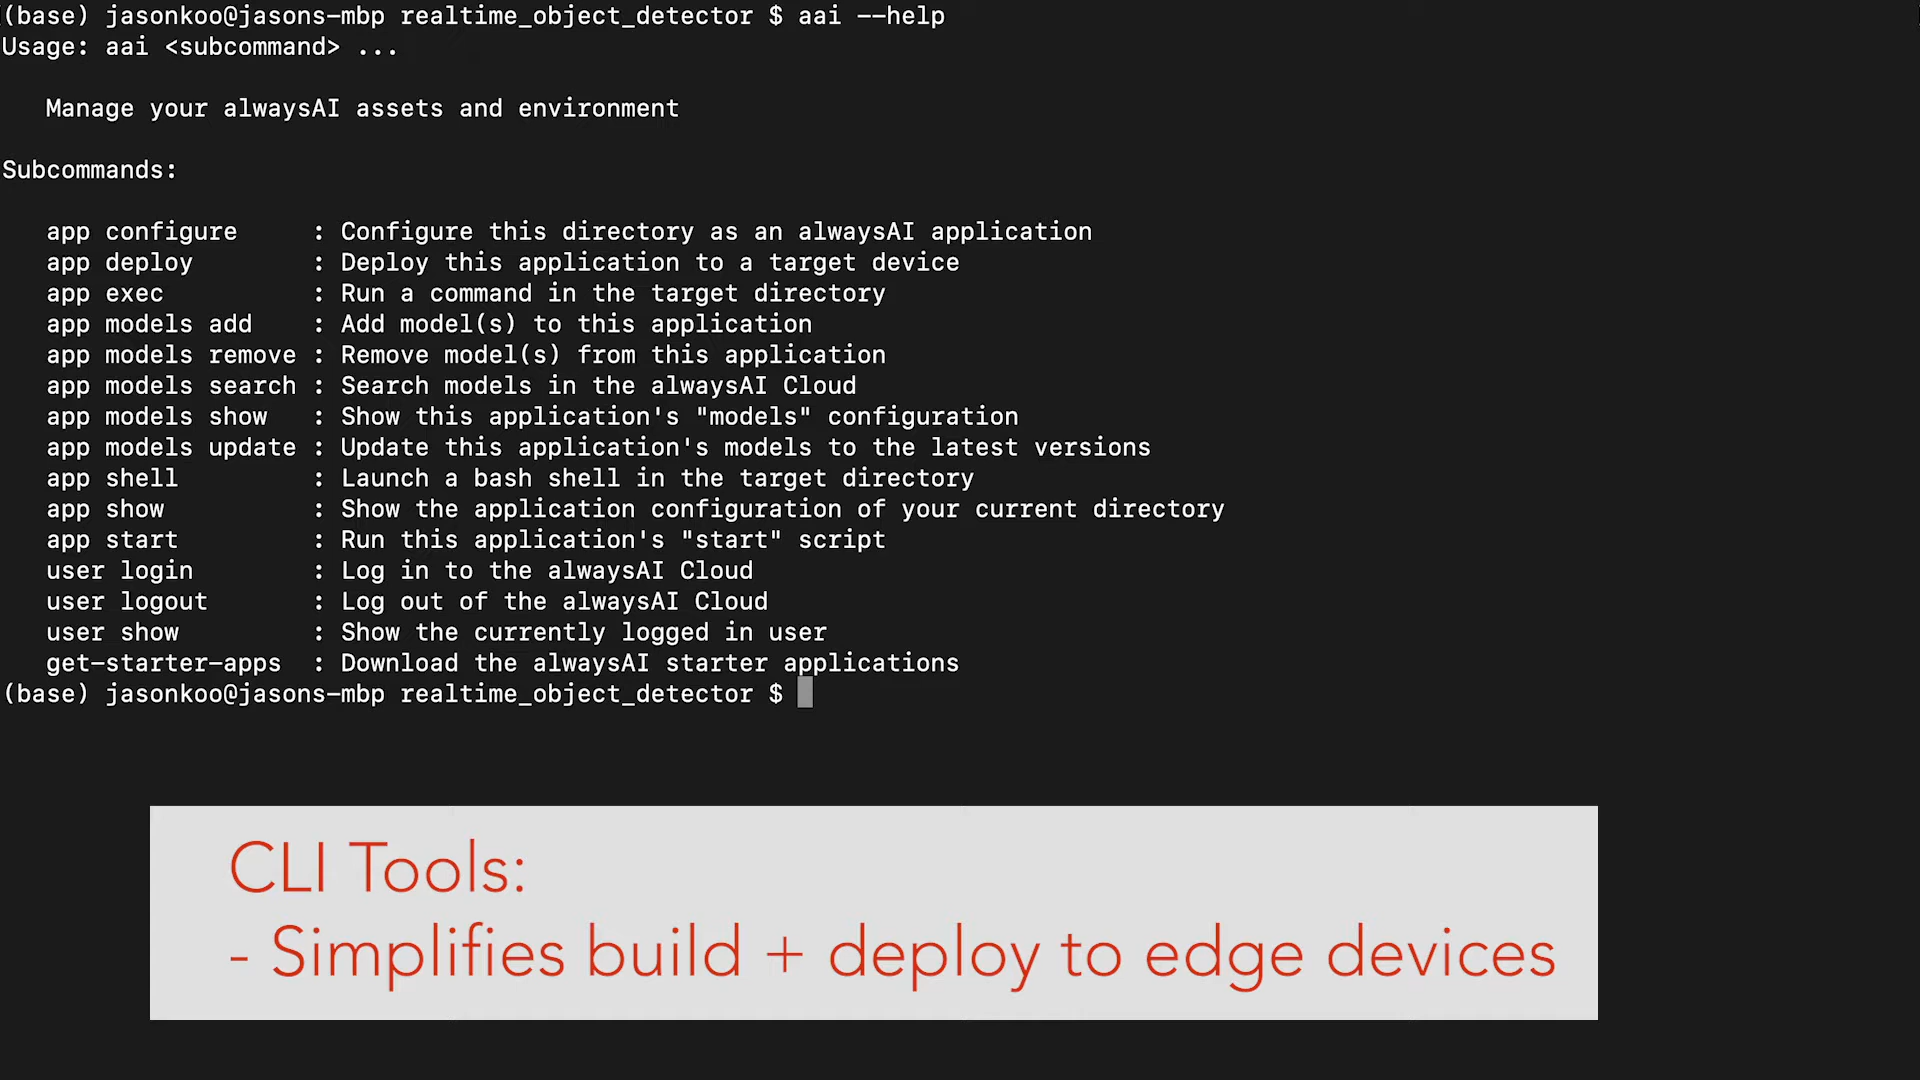 (base) jasonkoo@jasons-mbp realtime_object_detector $ aai --help
Usage: aai <subcommand> ...
Manage your alwaysAI assets and environment
Subcommands:
app configure : Configure this directory as an alwaysAI application
app deploy : Deploy this application to a target device
app exec : Run a command in the target directory
app models add : Add model(s) to this application
app models remove : Remove model(s) from this application
app models search : Search models in the alwaysAI Cloud
app models show : Show this application's "models" configuration
app models update : Update this application's models to the latest versions
app shell : Launch a bash shell in the target directory
app show : Show the application configuration of your current directory
app start : Run this application's "start" script
user login : Log in to the alwaysAI Cloud
user logout : Log out of the alwaysAI Cloud
user show : Show the currently logged in user
get-starter-apps : Download the alwaysAI starter applications
(base) jasonkoo@jasons-mbp realtime_object_detector $
CLI Tools:
- Simplifies build + deploy to edge devices